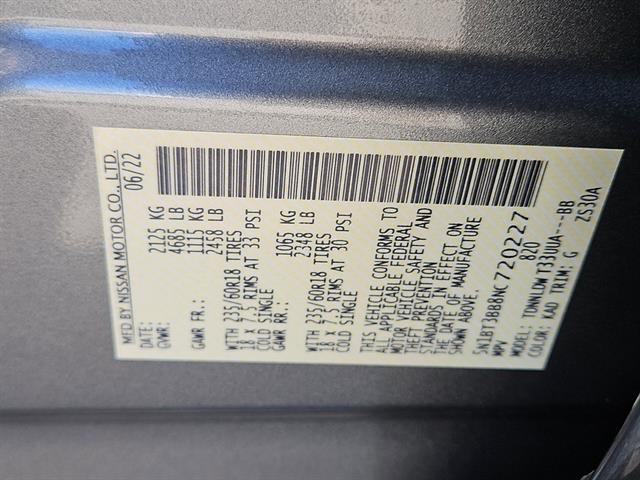 MFD BY NISSAN MOTOR CO., LTD.
DATE: 06/22
GVWR: 2125 KG
4685 LB
GAWR FR.: 1115 KG
2458 LB
WITH 235/60R18 TIRES
18 X 7.5 RIMS AT 33 PSI
COLD SINGLE
GAWR RR.: 1065 KG
2348 LB
WITH 235/60R18 TIRES
18 X 7.5 RIMS AT 30 PSI
COLD SINGLE
THIS VEHICLE CONFORMS TO
ALL APPLICABLE FEDERAL
MOTOR VEHICLE SAFETY AND
THEFT PREVENTION
STANDARDS IN EFFECT ON
THE DATE OF MANUFACTURE
SHOWN ABOVE.
5N1BT3BB8NC720227
MPV 820
MODEL: TDWNLDWT33UUA---BB
COLOR: KAD TRIM: G ZS30A